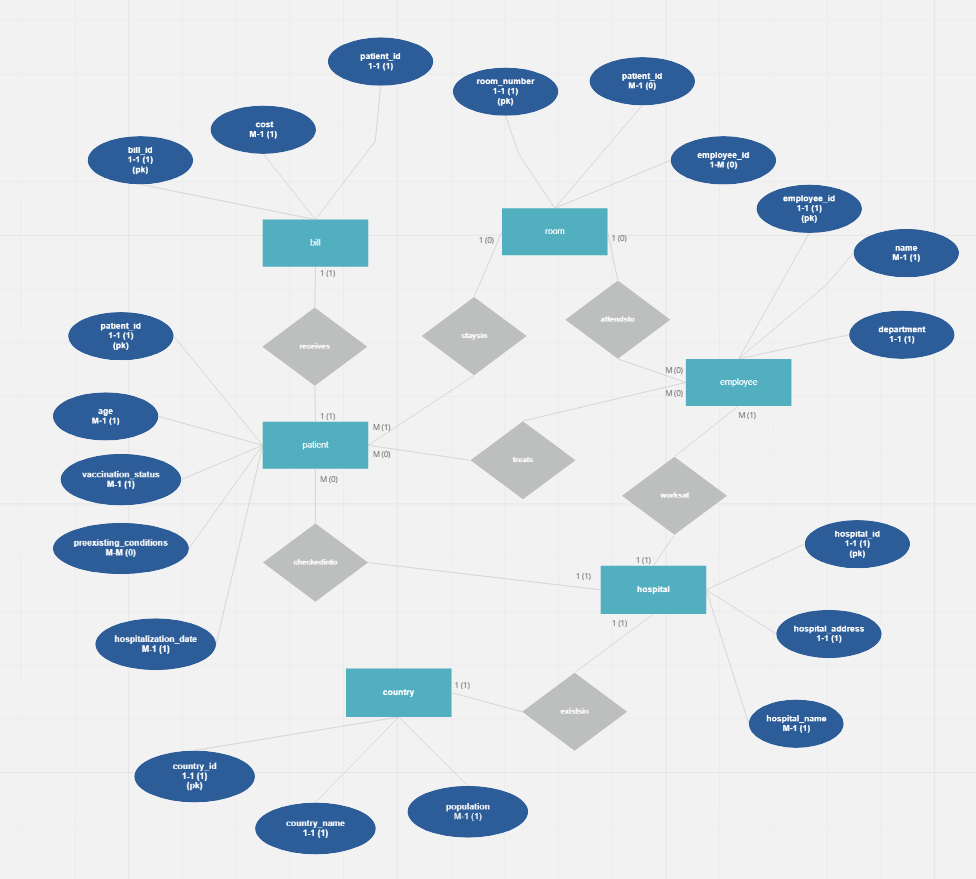 patient_id
1-1 (1)
room_number
1-1 (1)
(pk)
patient_id
M-1 (0)
cost
M-1 (1)
bill_id
1-1 (1)
(pk)
employee_id
1-M (0)
employee_id
1-1 (1)
(pk)
name
M-1 (1)
bill
room
1 (0)
1 (0)
1 (1)
patient_id
1-1 (1)
(pk)
receives
staysin
attendsto
department
1-1 (1)
M (0)
employee
M (0)
age
M-1 (1)
1 (1)
M (1)
M (1)
patient
M (0)
treats
vaccination_status
M-1 (1)
M (0)
worksat
preexisting_conditions
M-M (0)
checkedinto
hospital_id
1-1 (1)
(pk)
1 (1)
1 (1)
hospital
1 (1)
hospitalization_date
M-1 (1)
hospital_address
1-1 (1)
country
1 (1)
existsin
hospital_name
M-1 (1)
country_id
1-1 (1)
(pk)
country_name
1-1 (1)
population
M-1 (1)